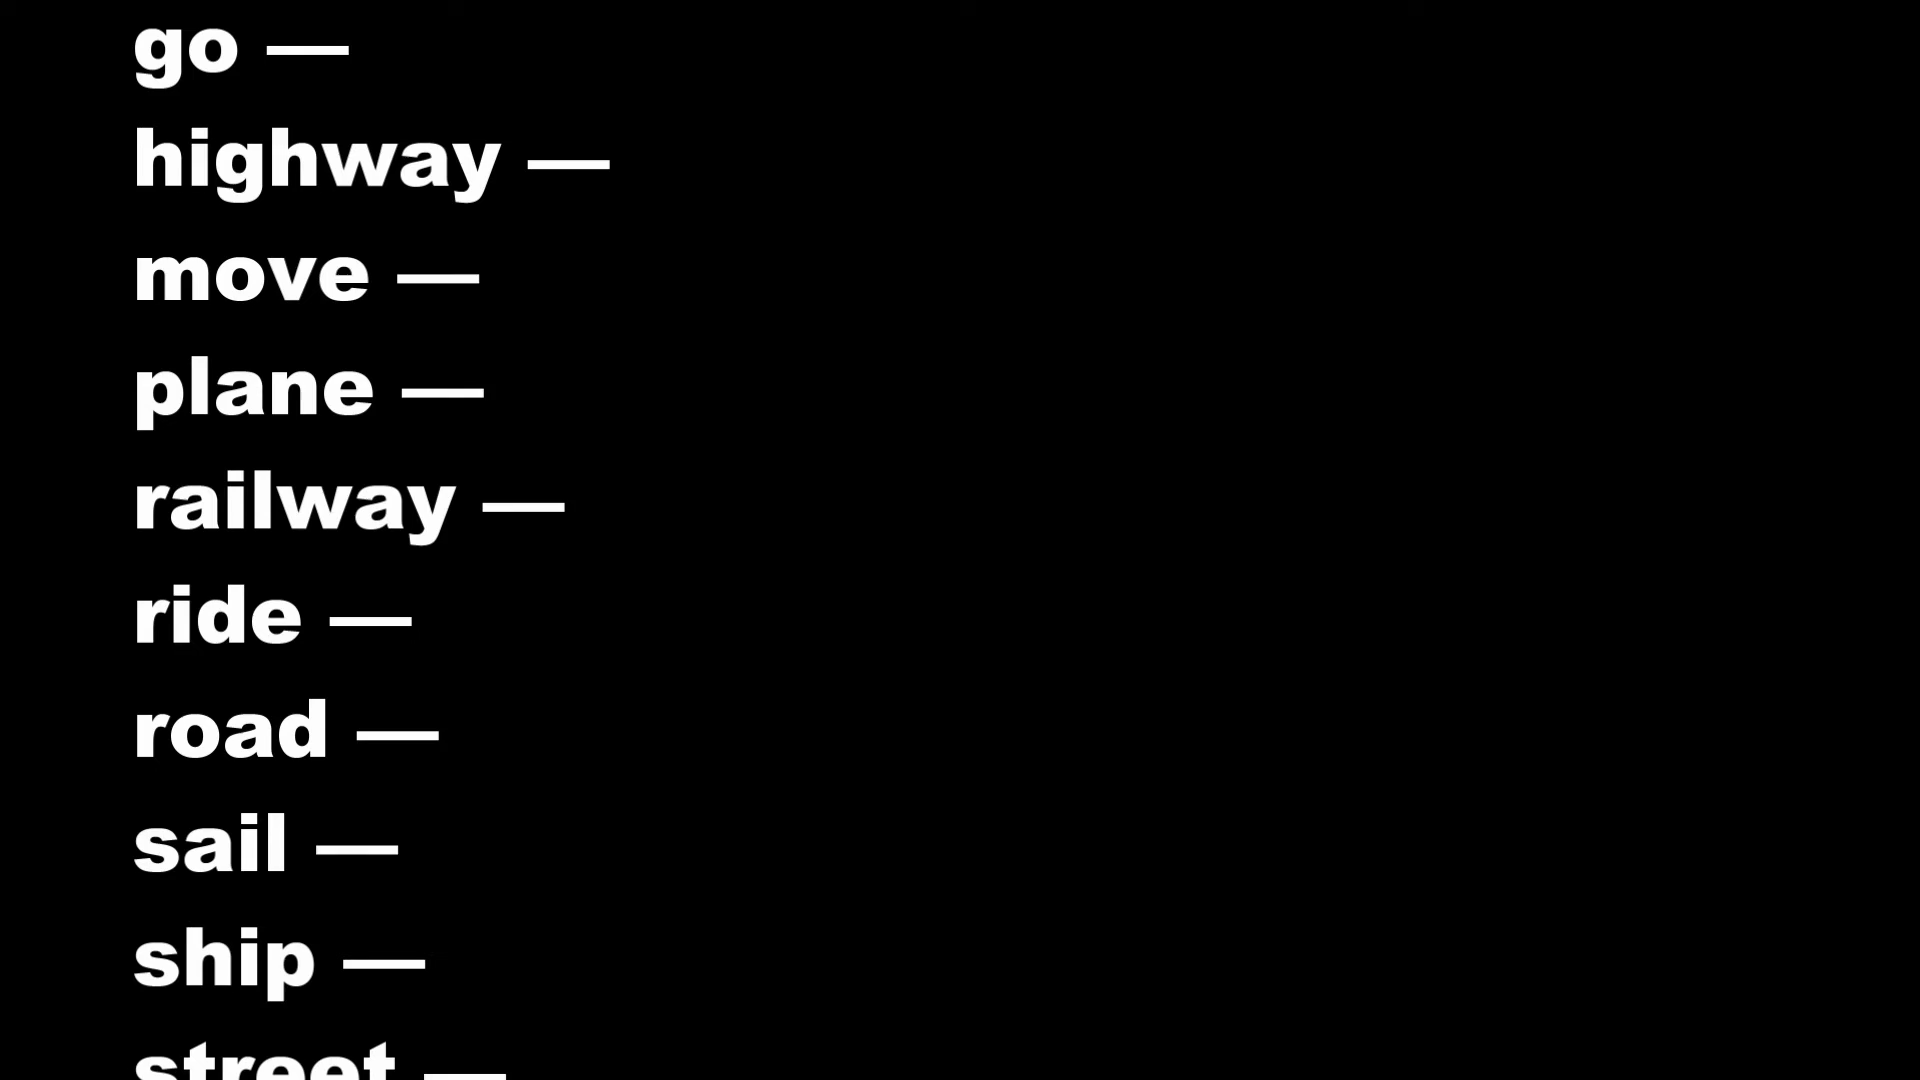 go —
highway —
move —
plane —
railway —
ride —
road —
sail —
ship —
street —